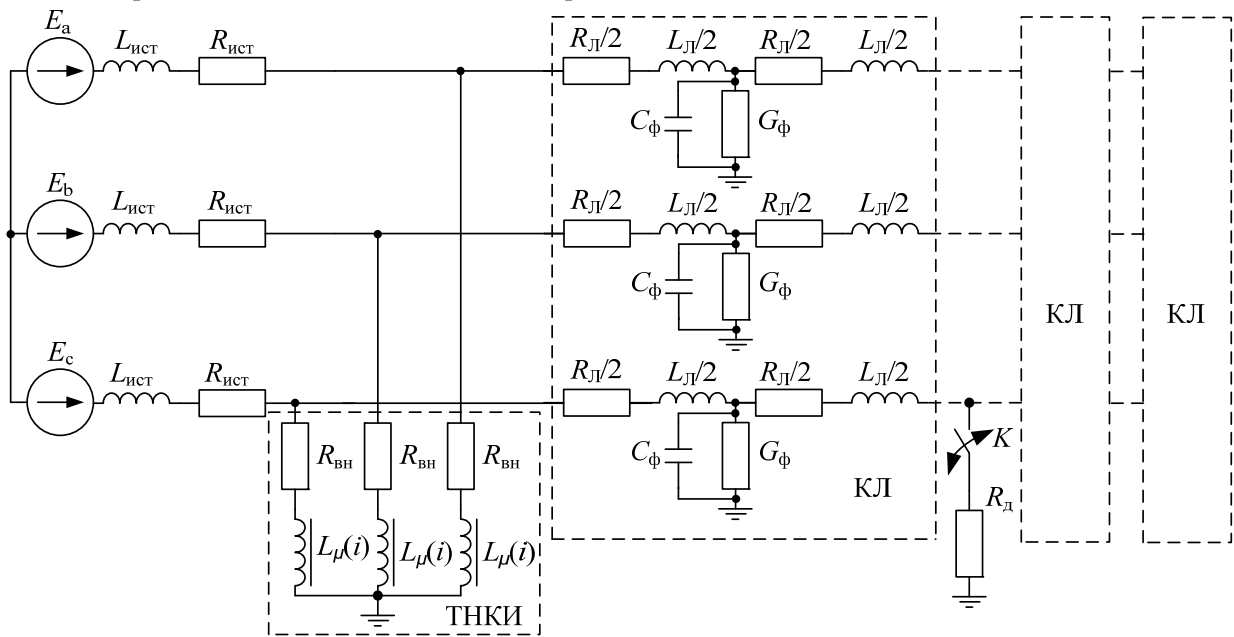 Eа
Lист
Rист
RЛ/2
LЛ/2
RЛ/2
LЛ/2
Cф
Gф
Eb
Lист
Rист
RЛ/2
LЛ/2
RЛ/2
LЛ/2
Cф
Gф
КЛ
КЛ
Ec
Lист
Rист
RЛ/2
LЛ/2
RЛ/2
LЛ/2
Rвн
Rвн
Rвн
Cф
Gф
КЛ
K
Rд
Lμ(i)
Lμ(i)
Lμ(i)
ТНКИ